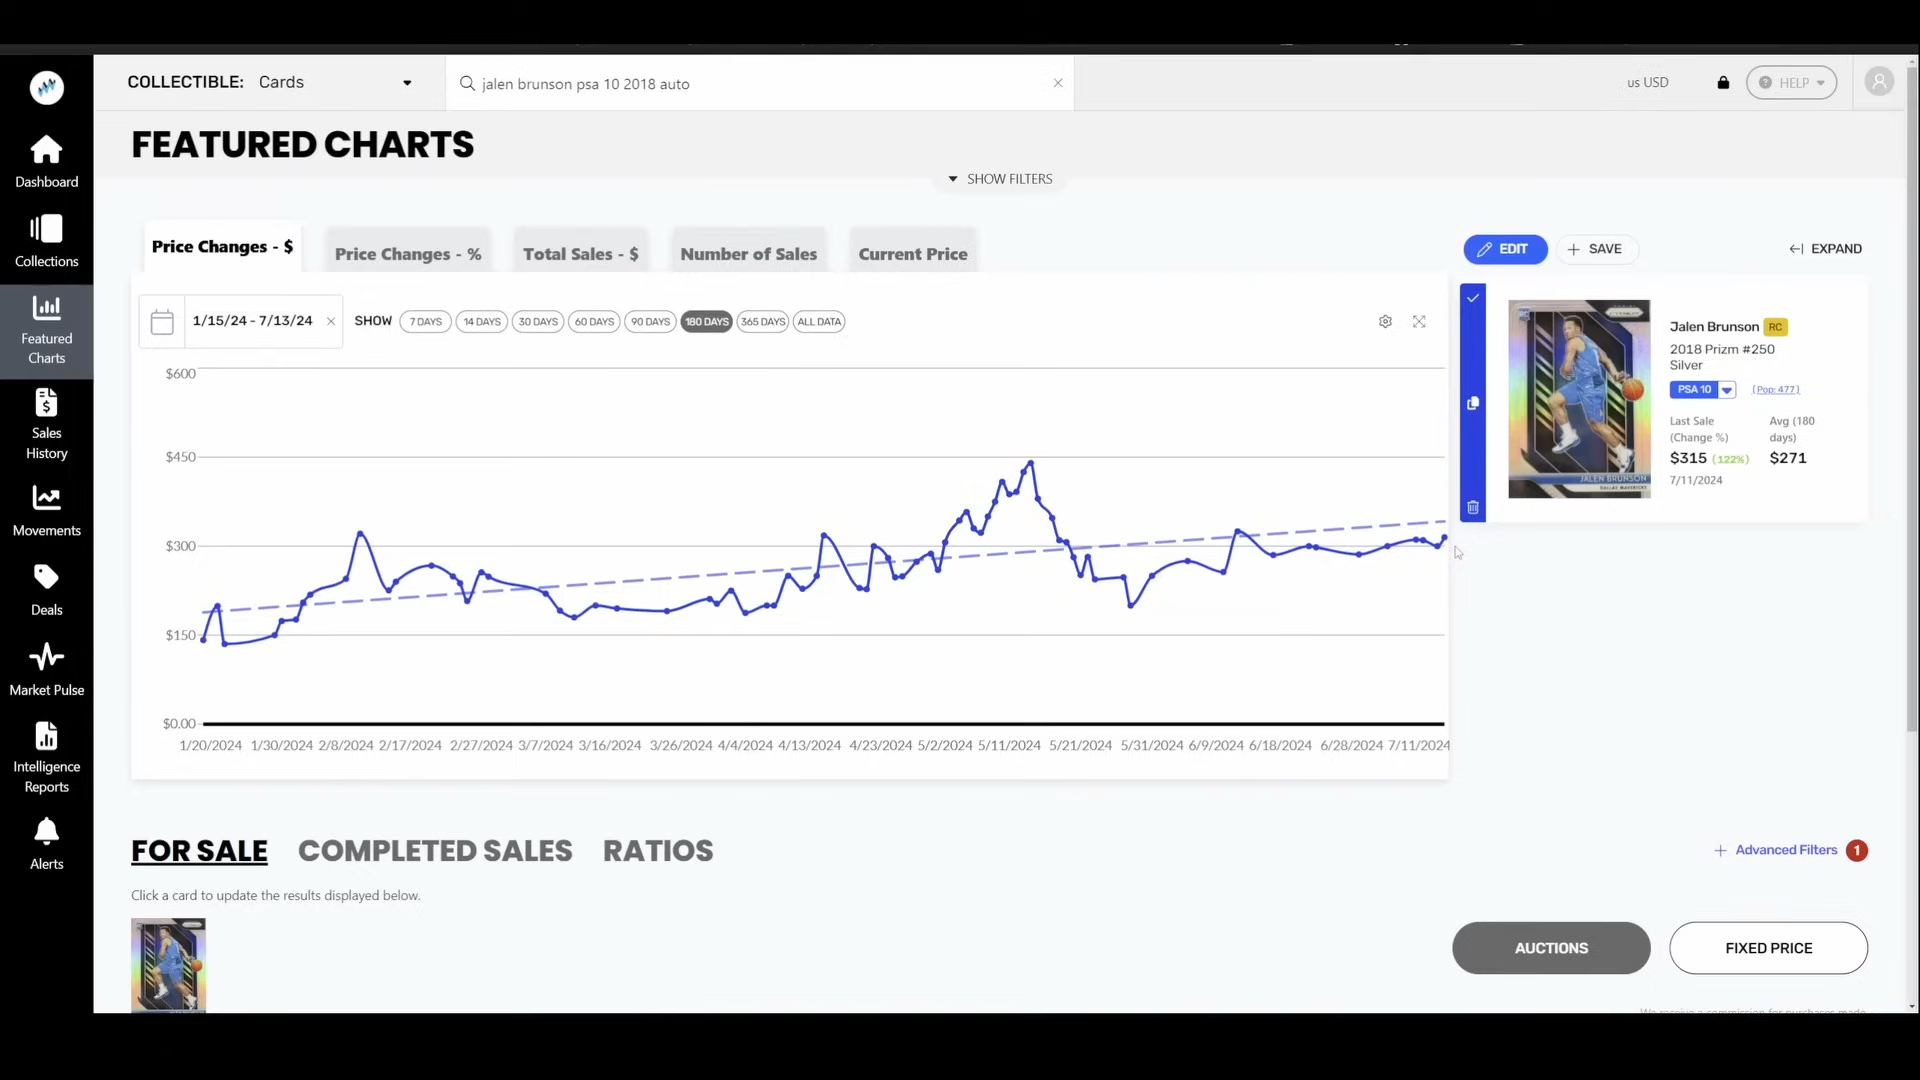 COLLECTIBLE: Cards
jalen brunson psa 10 2018 auto
us USD
HELP
FEATURED CHARTS
SHOW FILTERS
Dashboard
Collections
Featured
Charts
Sales
History
Movements
Deals
Market Pulse
Intelligence
Reports
Alerts
Price Changes - $
Price Changes - %
Total Sales - $
Number of Sales
Current Price
EDIT
SAVE
EXPAND
1/15/24 - 7/13/24
SHOW
7 DAYS
14 DAYS
30 DAYS
60 DAYS
90 DAYS
180 DAYS
365 DAYS
ALL DATA
$600
$450
$300
$150
$0.00
1/20/2024 1/30/2024 2/8/2024 2/17/2024 2/27/2024 3/7/2024 3/16/2024 3/26/2024 4/4/2024 4/13/2024 4/23/2024 5/2/2024 5/11/2024 5/21/2024 5/31/2024 6/9/2024 6/18/2024 6/28/2024 7/11/2024
JALEN BRUNSON
DALLAS MAVERICKS
Jalen Brunson RC
2018 Prizm #250
Silver
PSA 10
(Pop: 477)
Last Sale
(Change %)
$315 (122%)
7/11/2024
Avg (180
days)
$271
FOR SALE
COMPLETED SALES
RATIOS
+ Advanced Filters 1
Click a card to update the results displayed below.
AUCTIONS
FIXED PRICE